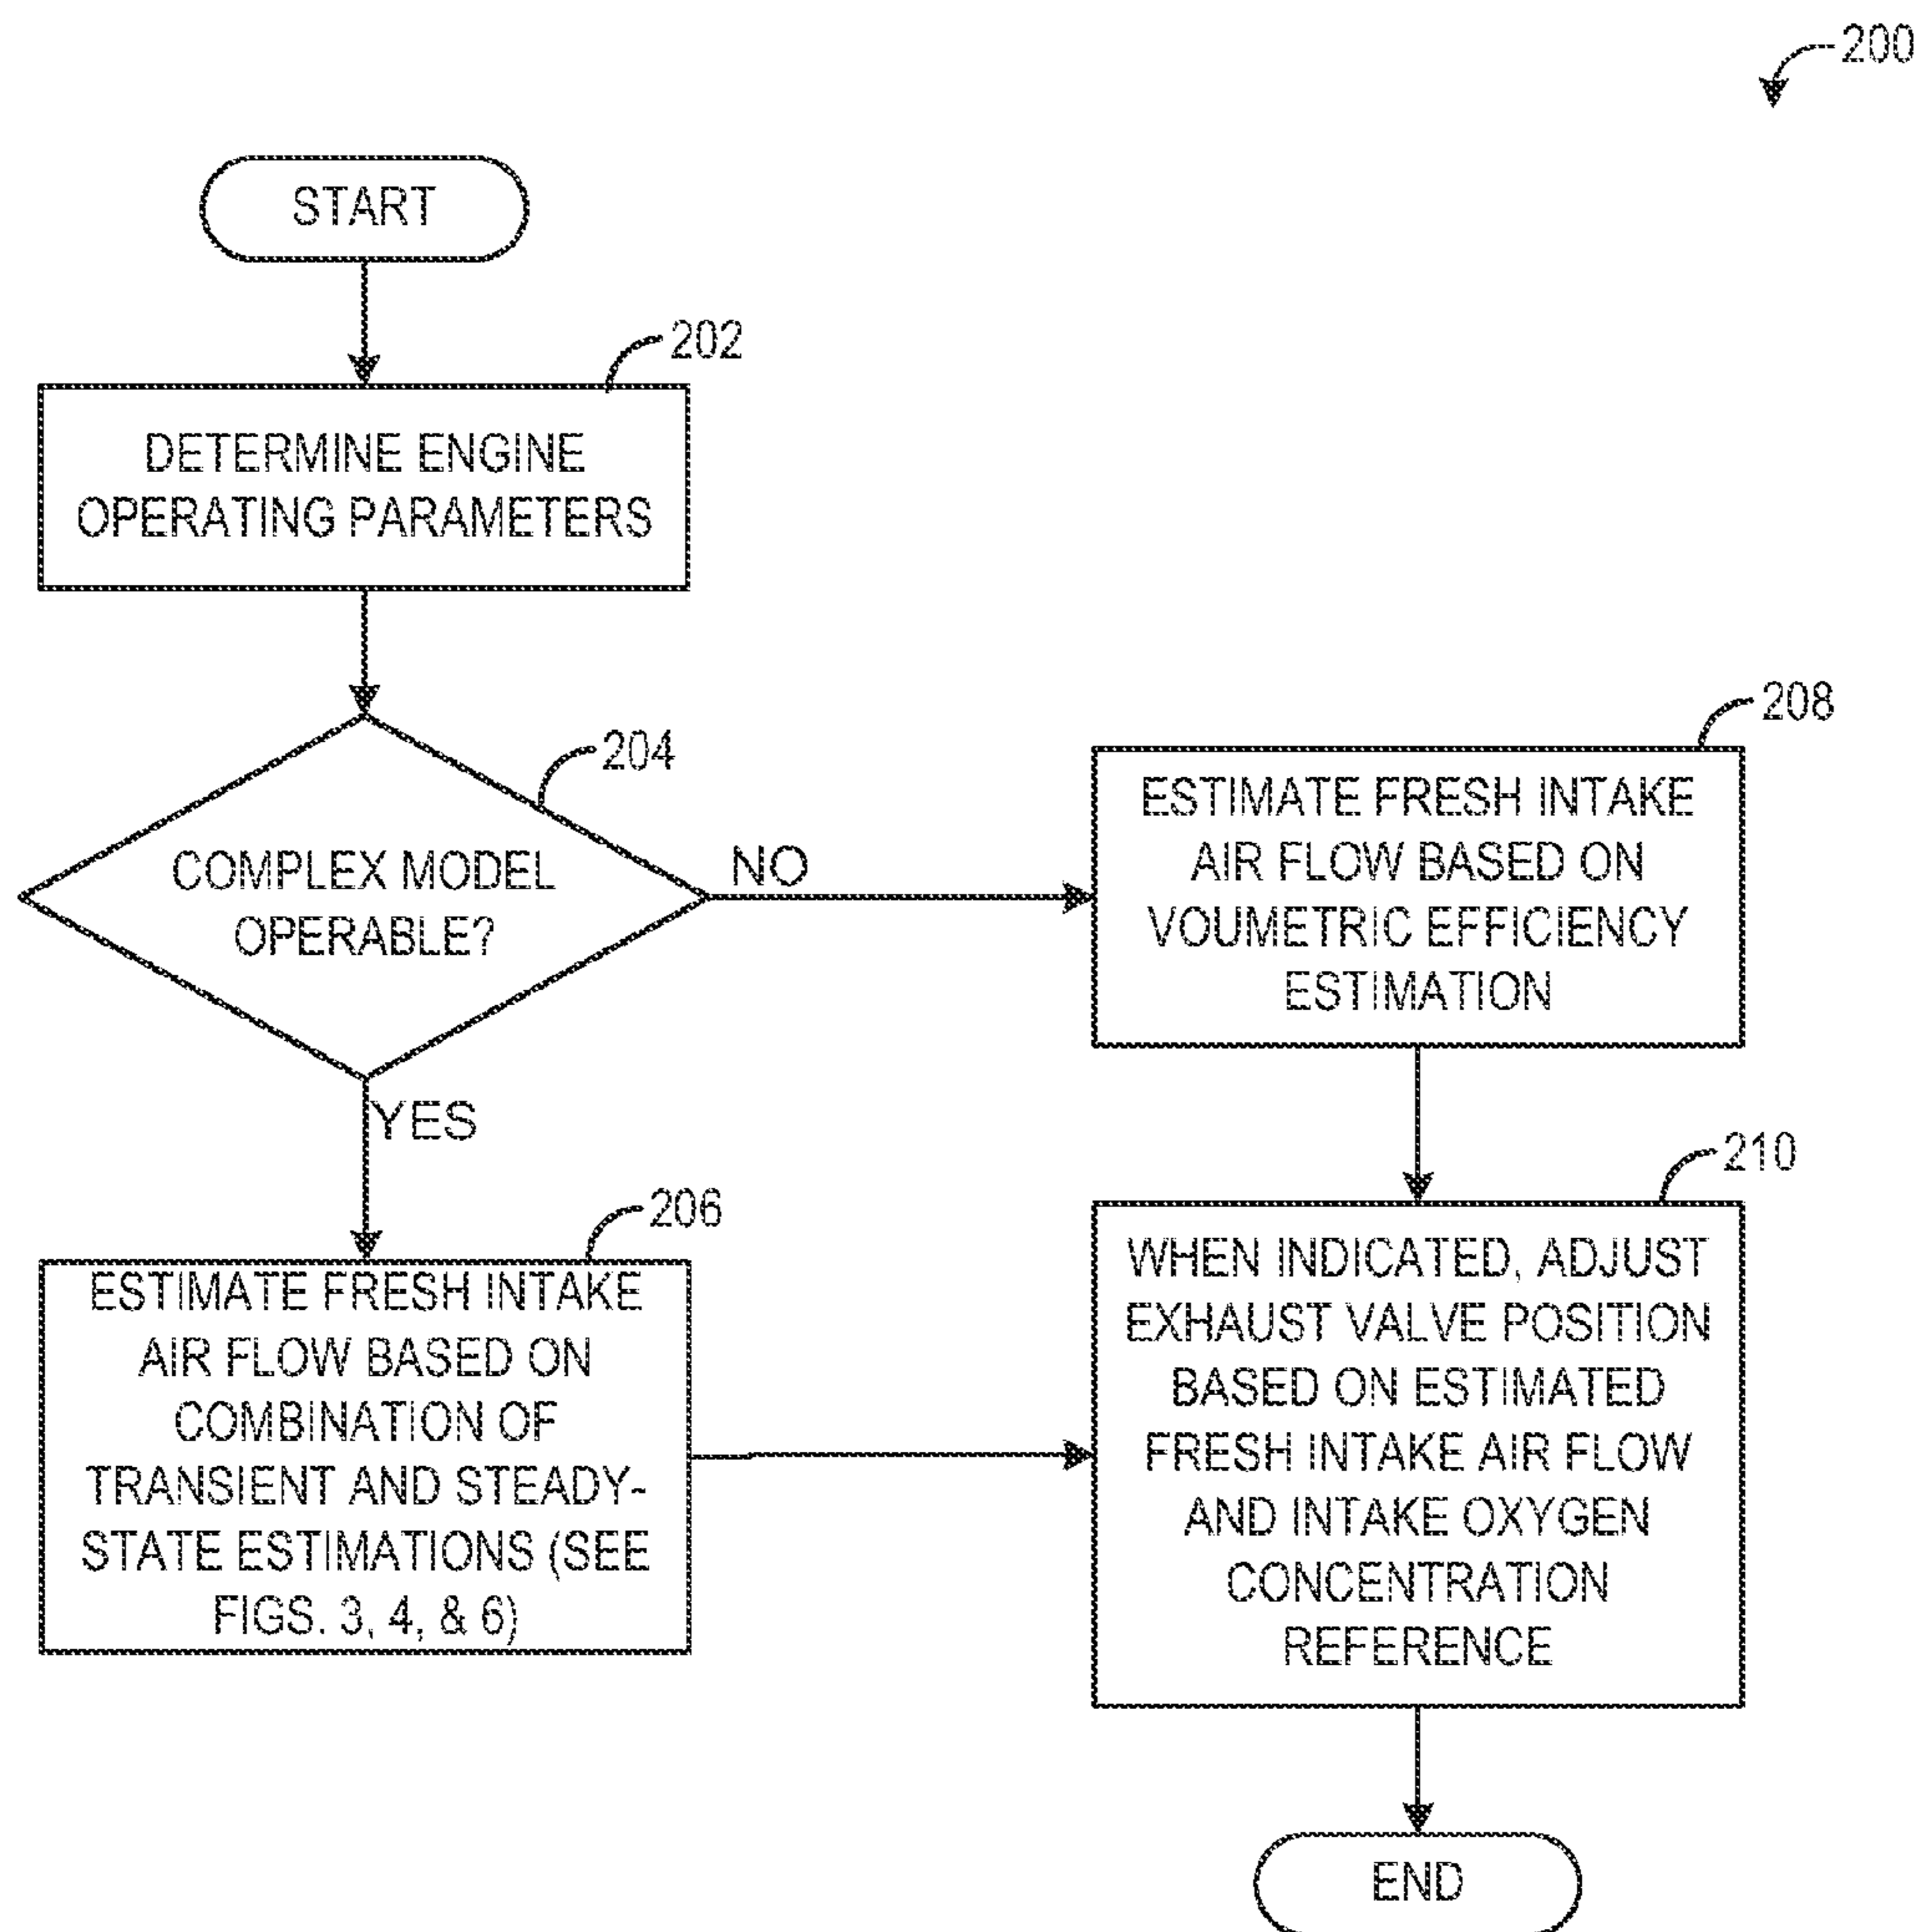 200
START
202
DETERMINE ENGINE
OPERATING PARAMETERS
204
COMPLEX MODEL
OPERABLE?
NO
YES
208
ESTIMATE FRESH INTAKE
AIR FLOW BASED ON
VOUMETRIC EFFICIENCY
ESTIMATION
206
ESTIMATE FRESH INTAKE
AIR FLOW BASED ON
COMBINATION OF
TRANSIENT AND STEADY-
STATE ESTIMATIONS (SEE
FIGS. 3, 4, & 6)
210
WHEN INDICATED, ADJUST
EXHAUST VALVE POSITION
BASED ON ESTIMATED
FRESH INTAKE AIR FLOW
AND INTAKE OXYGEN
CONCENTRATION
REFERENCE
END